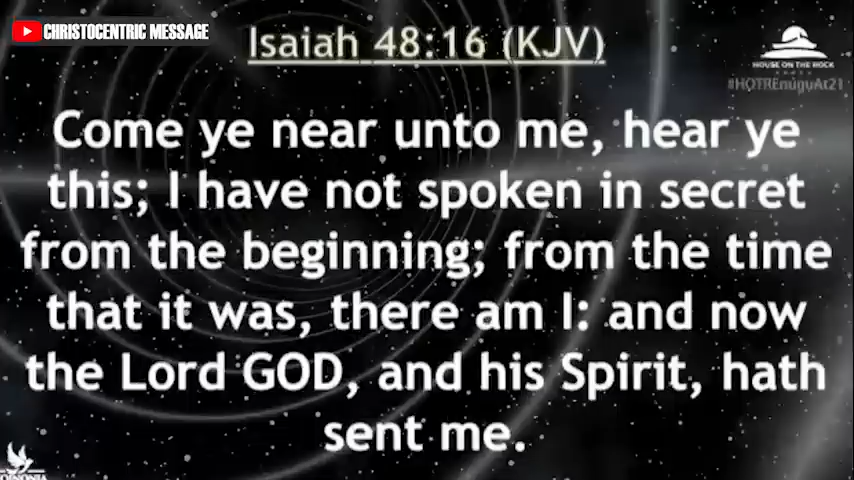 CHRISTOCENTRIC MESSAGE
Isaiah 48:16 (KJV)
HOUSE ON THE ROCK
#HOTREnuguAt21
Come ye near unto me, hear ye
this; I have not spoken in secret
from the beginning; from the time
that it was, there am I: and now
the Lord GOD, and his Spirit, hath
sent me.